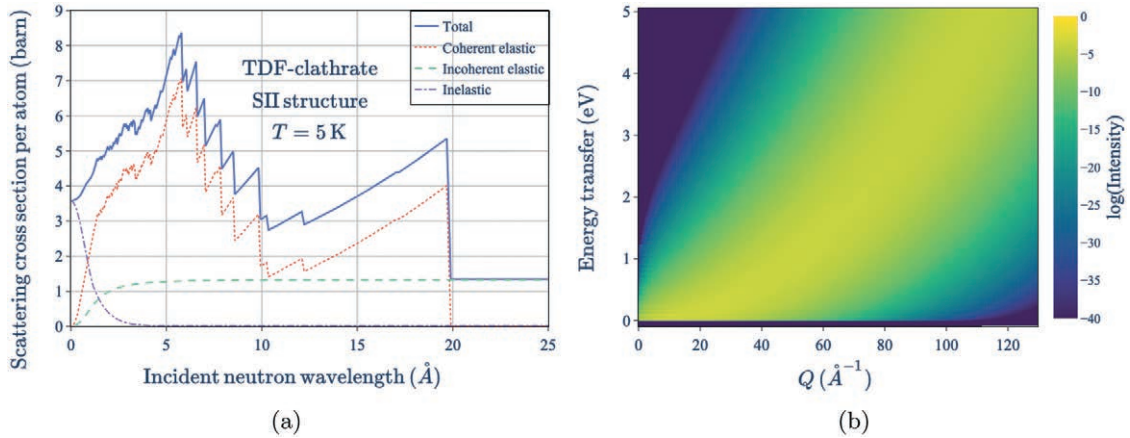 Scattering cross section per atom (barn)
9
8
7
6
5
4
3
2
1
0
TDF-clathrate
SII structure
T = 5 K
Total
Coherent elastic
Incoherent elastic
Inelastic
0 5 10 15 20 25
Incident neutron wavelength (Å)
(a)
Energy transfer (eV)
5
4
3
2
1
0
0 20 40 60 80 100 120
Q (Å⁻¹)
0
−5
−10
−15
−20
−25
−30
−35
−40
log(Intensity)
(b)